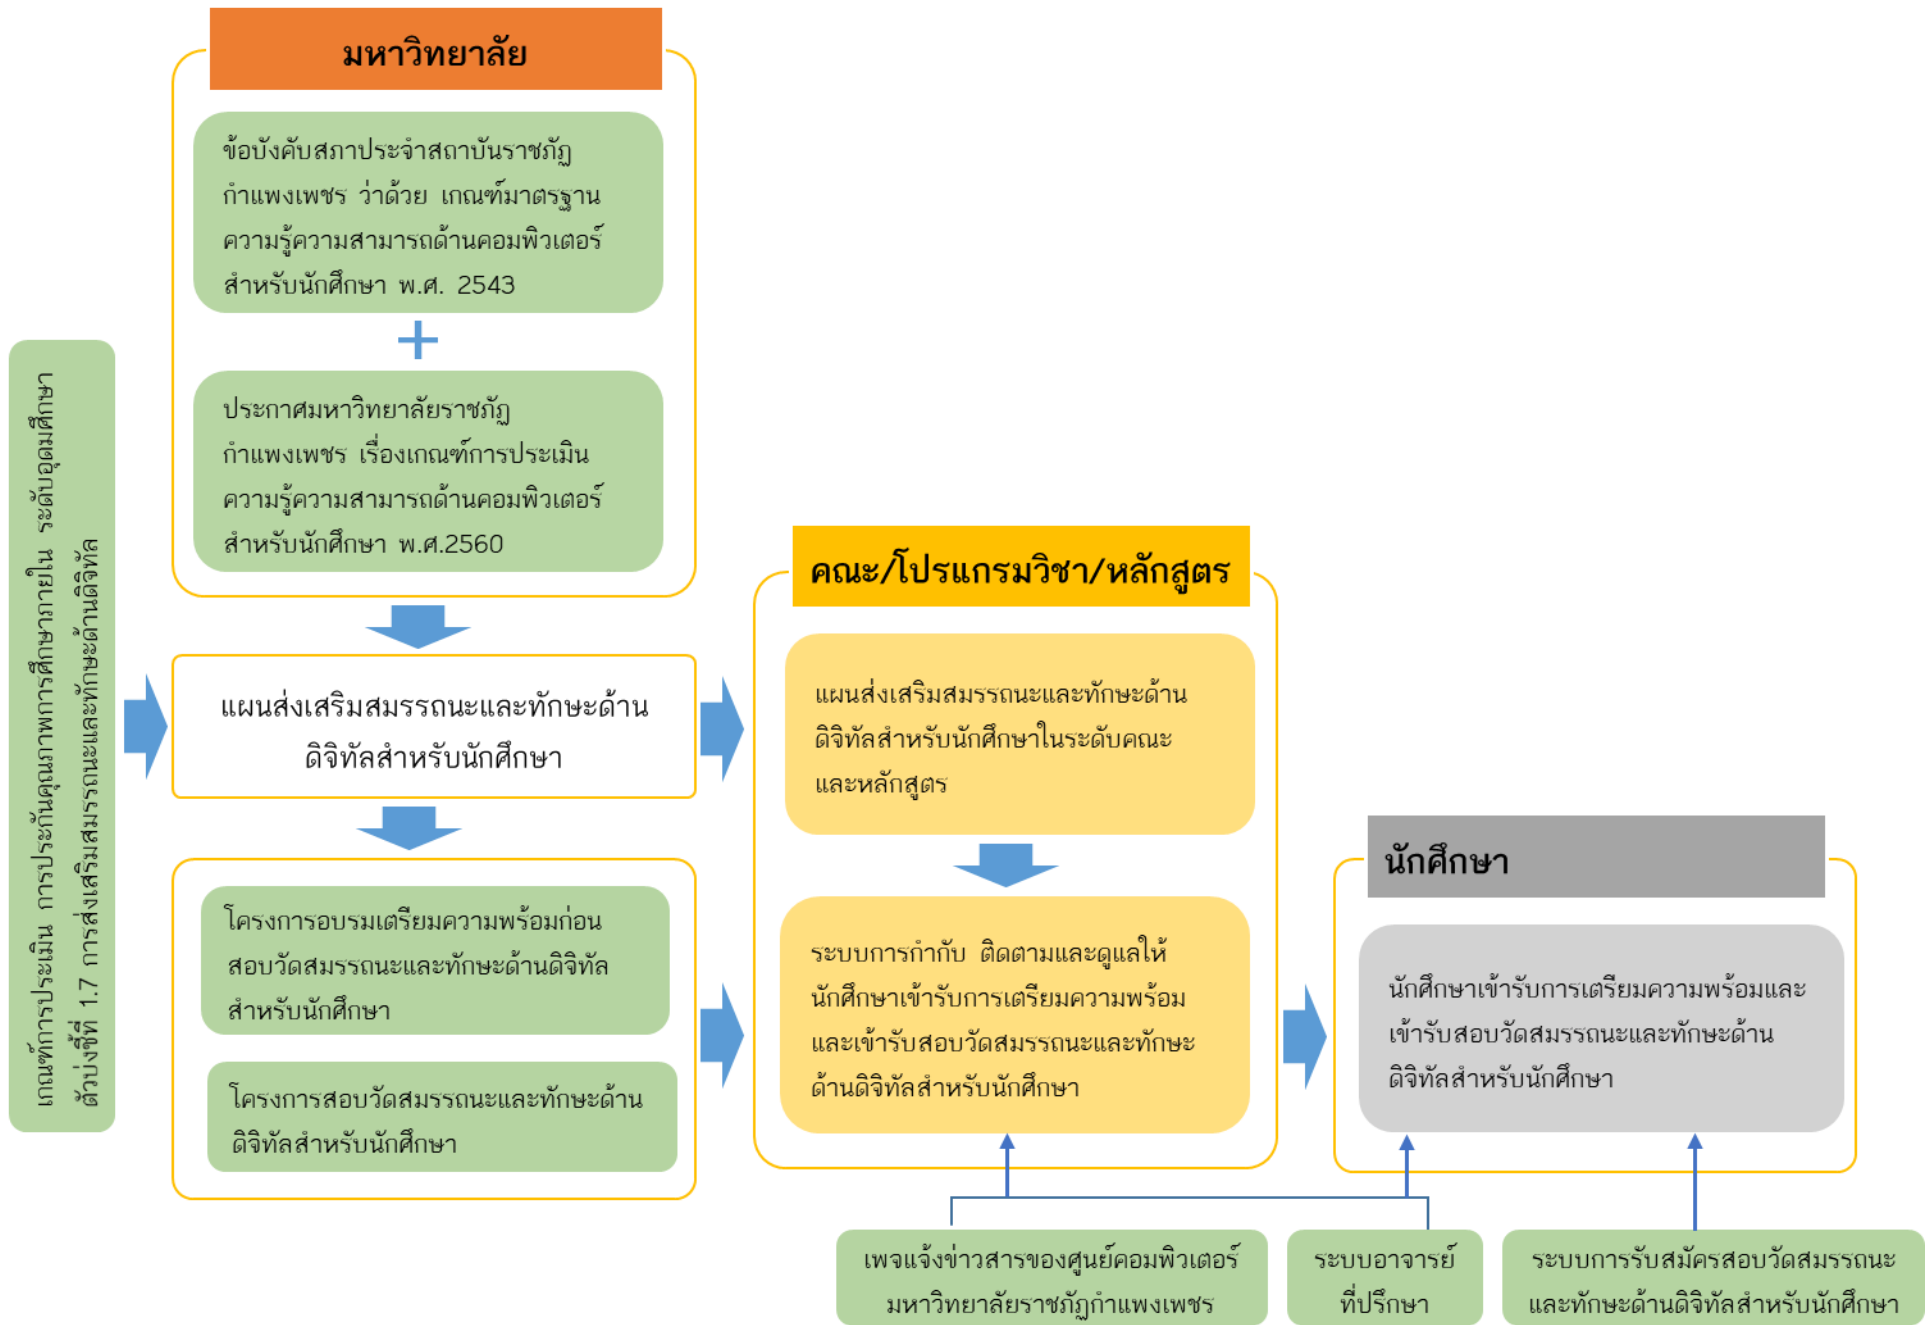 มหาวิทยาลัย
ข้อบังคับสภาประจำสถาบันราชภัฏ
กำแพงเพชร ว่าด้วย เกณฑ์มาตรฐาน
ความรู้ความสามารถด้านคอมพิวเตอร์
สำหรับนักศึกษา พ.ศ. 2543
ประกาศมหาวิทยาลัยราชภัฏ
กำแพงเพชร เรื่องเกณฑ์การประเมิน
ความรู้ความสามารถด้านคอมพิวเตอร์
สำหรับนักศึกษา พ.ศ.2560
เกณฑ์การประเมิน การประกันคุณภาพการศึกษาภายใน ระดับอุดมศึกษา
ตัวบ่งชี้ที่ 1.7 การส่งเสริมสมรรถนะและทักษะด้านดิจิทัล
แผนส่งเสริมสมรรถนะและทักษะด้าน
ดิจิทัลสำหรับนักศึกษา
โครงการอบรมเตรียมความพร้อมก่อน
สอบวัดสมรรถนะและทักษะด้านดิจิทัล
สำหรับนักศึกษา
โครงการสอบวัดสมรรถนะและทักษะด้าน
ดิจิทัลสำหรับนักศึกษา
คณะ/โปรแกรมวิชา/หลักสูตร
แผนส่งเสริมสมรรถนะและทักษะด้าน
ดิจิทัลสำหรับนักศึกษาในระดับคณะ
และหลักสูตร
ระบบการกำกับ ติดตามและดูแลให้
นักศึกษาเข้ารับการเตรียมความพร้อม
และเข้ารับสอบวัดสมรรถนะและทักษะ
ด้านดิจิทัลสำหรับนักศึกษา
นักศึกษา
นักศึกษาเข้ารับการเตรียมความพร้อมและ
เข้ารับสอบวัดสมรรถนะและทักษะด้าน
ดิจิทัลสำหรับนักศึกษา
เพจแจ้งข่าวสารของศูนย์คอมพิวเตอร์
มหาวิทยาลัยราชภัฏกำแพงเพชร
ระบบอาจารย์
ที่ปรึกษา
ระบบการรับสมัครสอบวัดสมรรถนะ
และทักษะด้านดิจิทัลสำหรับนักศึกษา